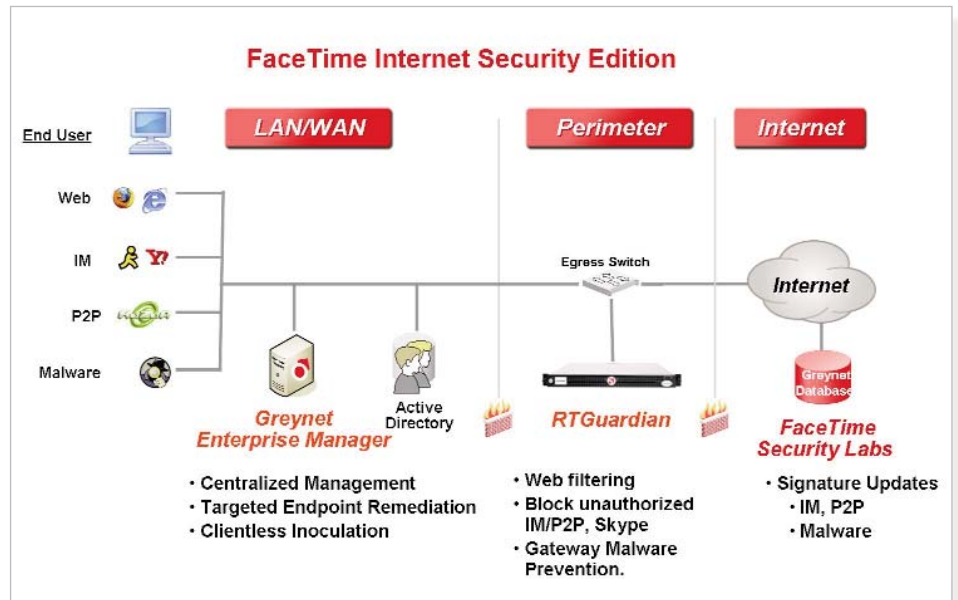 FaceTime Internet Security Edition
End User
LAN/WAN
Perimeter
Internet
Web
IM
Y!
P2P
Malware
Egress Switch
Internet
Greynet
Enterprise Manager
Active
Directory
RTGuardian
Greynet
Database
FaceTime
Security Labs
· Centralized Management
· Targeted Endpoint Remediation
· Clientless Inoculation
· Web filtering
· Block unauthorized
IM/P2P, Skype
· Gateway Malware
Prevention.
· Signature Updates
· IM, P2P
· Malware